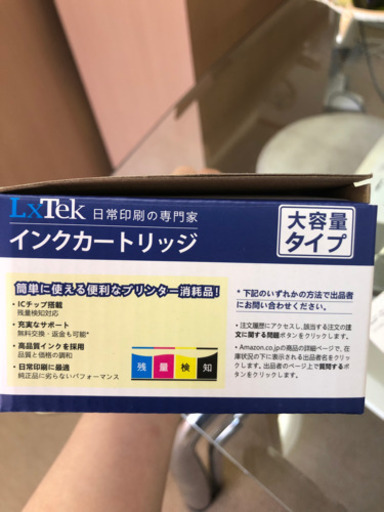 LxTek 日常印刷の専門家
インクカートリッジ
大容量
タイプ
簡単に使える便利なプリンター消耗品!
• ICチップ搭載
残量検知対応
• 充実なサポート
無料交換・返金も可能*
• 高品質インクを採用
品質と価格の調和
• 日常印刷に最適
純正品に劣らないパフォーマンス
残 量 検 知
* 下記のいずれかの方法で出品者
にお問い合わせください。
• 注文履歴にアクセスし、該当する注文の注
文に関する問題ボタンをクリックします。
• Amazon.co.jpの商品の詳細ページで、在
庫状況の下に表示される出品者名をクリッ
クします。出品者のページ上で質問するボ
タンをクリックします。